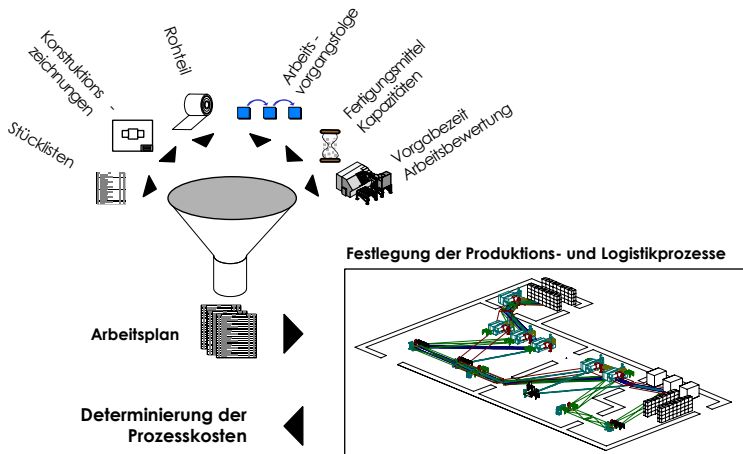 Stücklisten
Konstruktions -
zeichnungen
Rohteil
Arbeits -
vorgangsfolge
Fertigungsmittel
Kapazitäten
Vorgabezeit
Arbeitsbewertung
Festlegung der Produktions- und Logistikprozesse
Arbeitsplan
Determinierung der
Prozesskosten